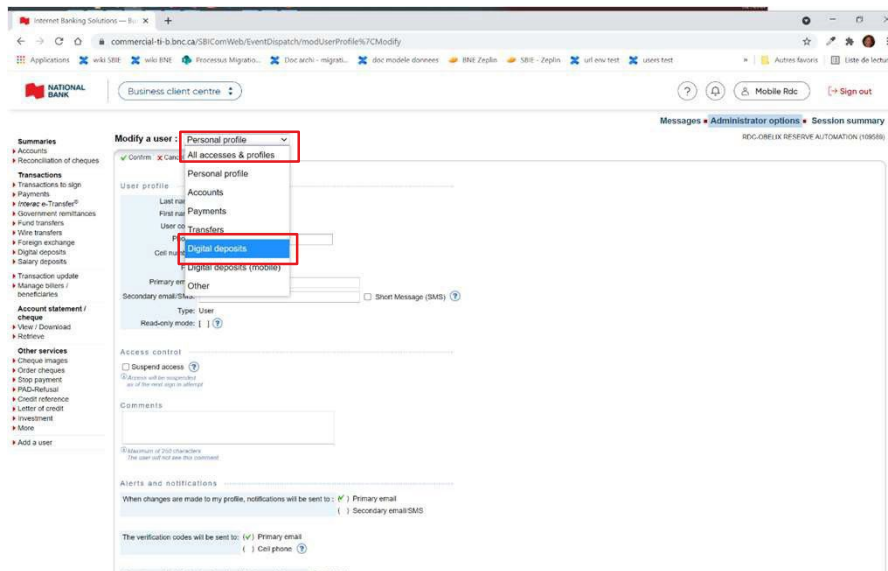 Internet Banking Solutions — Bu
commercial-ti-b.bnc.ca/SBIComWeb/EventDispatch/modUserProfile%7CModify
Applications wiki SBIE wiki BNE Processus Migratio... Doc archi - migrati... doc modele donnees BNE Zeplin SBIE - Zeplin url env test users test » Autres favoris Liste de lectur
NATIONAL BANK
Business client centre
? Mobile Rdc Sign out
Messages Administrator options Session summary
RDC-OBELIX RESERVE AUTOMATION (109589)
Summaries
Accounts
Reconciliation of cheques
Transactions
Transactions to sign
Payments
Interac e-Transfer®
Government remittances
Fund transfers
Wire transfers
Foreign exchange
Digital deposits
Salary deposits
Transaction update
Manage billers /
beneficiaries
Account statement /
cheque
View / Download
Retrieve
Other services
Cheque images
Order cheques
Stop payment
PAD-Refusal
Credit reference
Letter of credit
Investment
More
Add a user
Modify a user : Personal profile
Confirm Canc
All accesses & profiles
Personal profile
Accounts
Payments
Transfers
Digital deposits
Digital deposits (mobile)
Other
User profile
Last nam
First nam
User co
Cell numb
Primary em
Secondary email/SMS: Short Message (SMS) ?
Type: User
Read-only mode: [ ] ?
Access control
Suspend access ?
Access will be suspended
as of the next sign in attempt
Comments
Maximum of 250 characters
The user will not see this comment
Alerts and notifications
When changes are made to my profile, notifications will be sent to : (✓) Primary email
( ) Secondary email/SMS
The verification codes will be sent to: (✓) Primary email
( ) Cell phone ?